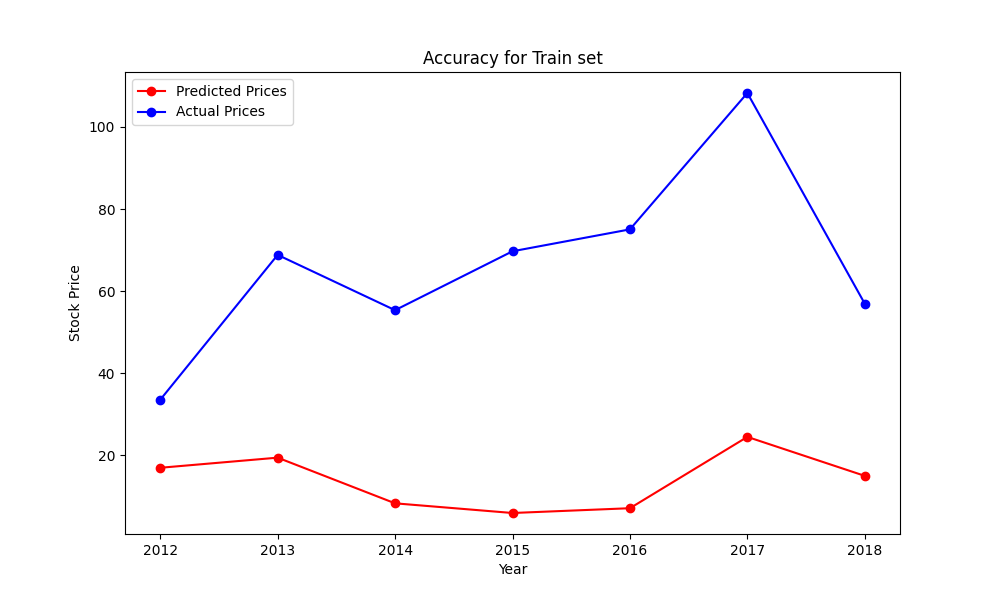 Accuracy for Train set
Predicted Prices
Actual Prices
100
80
60
40
20
Stock Price
2012 2013 2014 2015 2016 2017 2018
Year